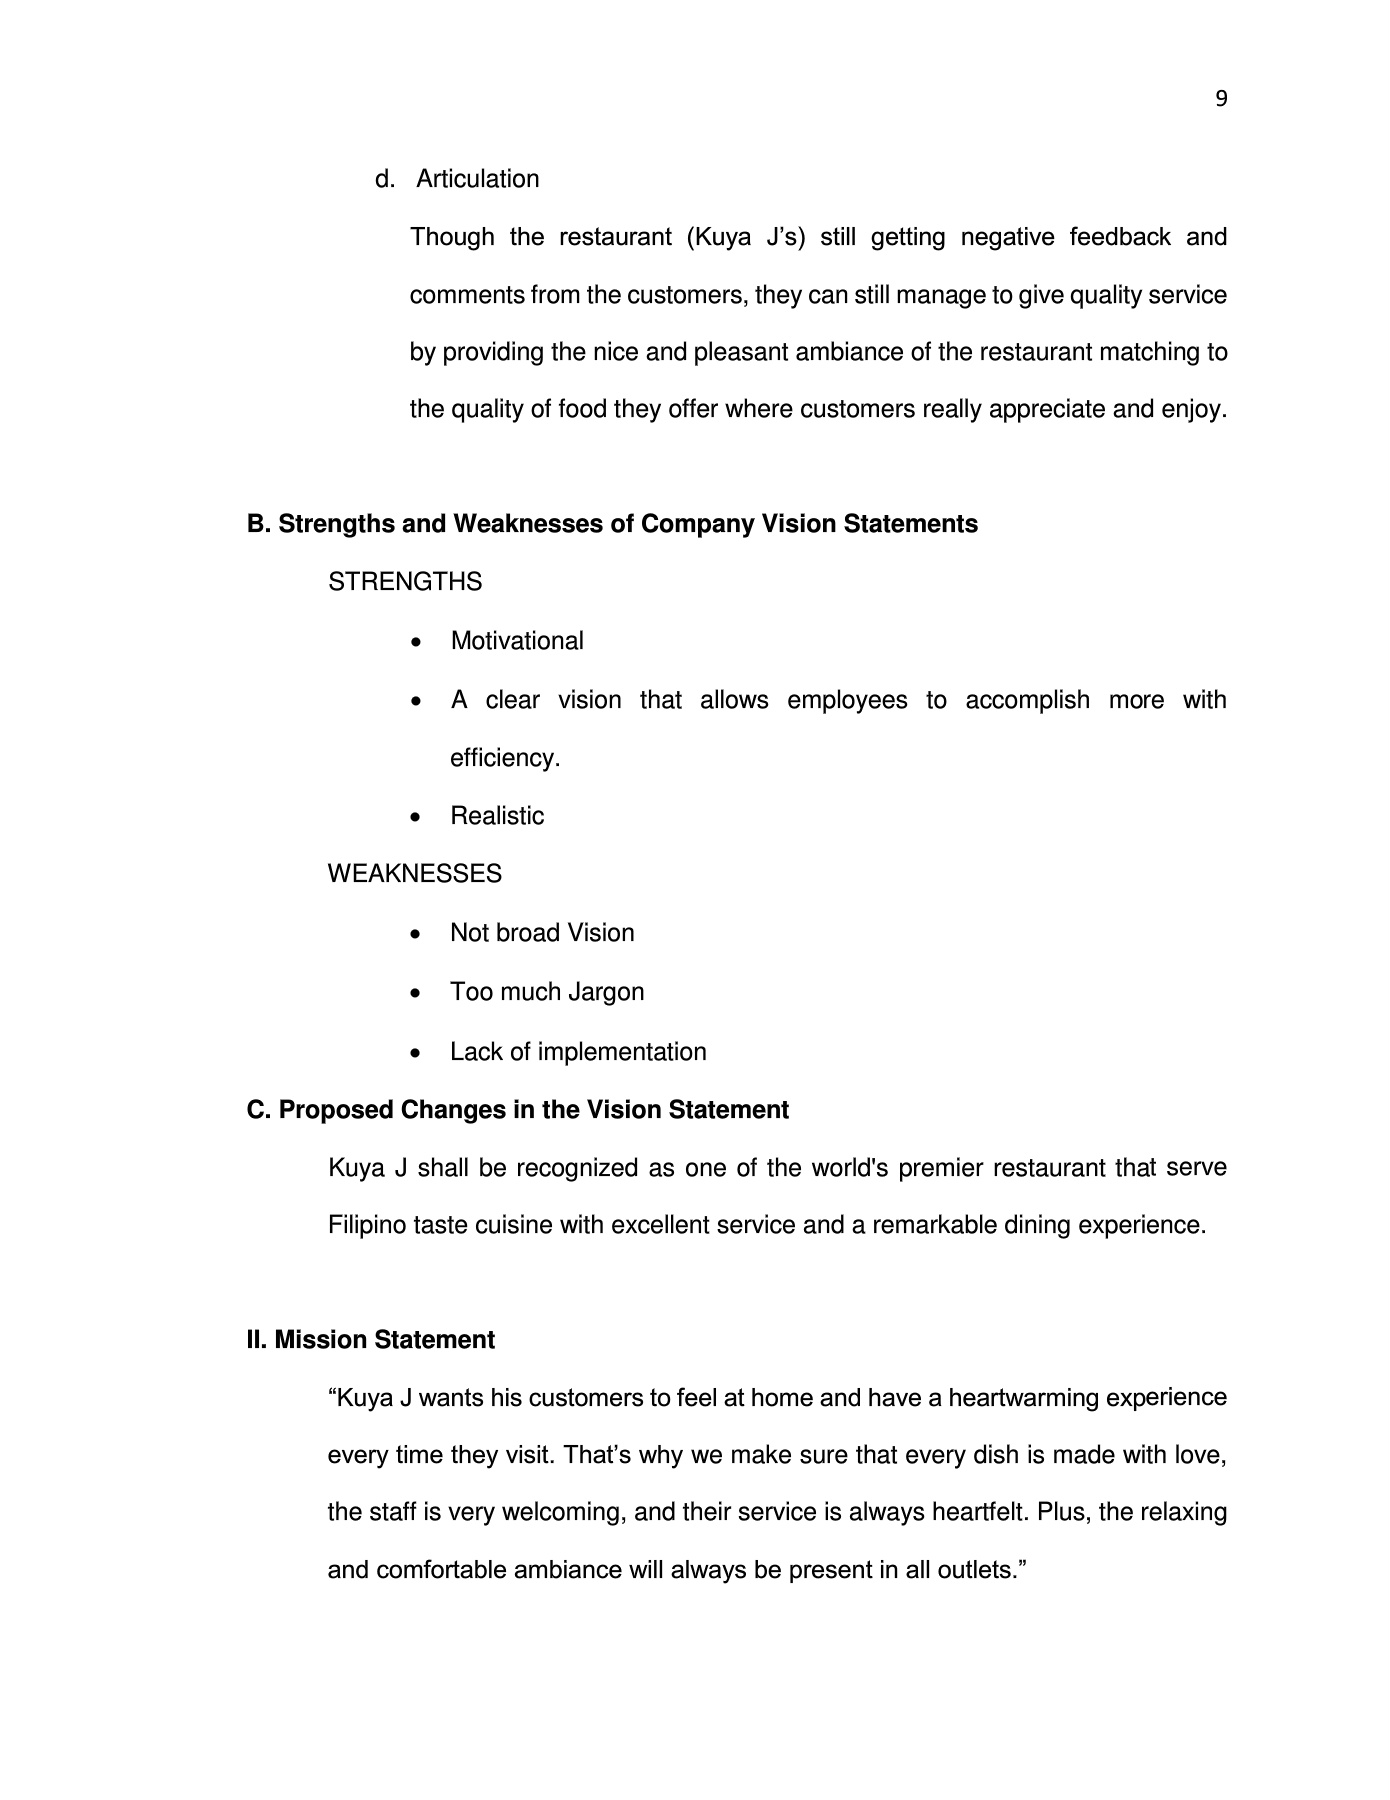 9
d. Articulation
Though the restaurant (Kuya J’s) still getting negative feedback and
comments from the customers, they can still manage to give quality service
by providing the nice and pleasant ambiance of the restaurant matching to
the quality of food they offer where customers really appreciate and enjoy.
B. Strengths and Weaknesses of Company Vision Statements
STRENGTHS
• Motivational
• A clear vision that allows employees to accomplish more with
efficiency.
• Realistic
WEAKNESSES
• Not broad Vision
• Too much Jargon
• Lack of implementation
C. Proposed Changes in the Vision Statement
Kuya J shall be recognized as one of the world's premier restaurant that serve
Filipino taste cuisine with excellent service and a remarkable dining experience.
II. Mission Statement
“Kuya J wants his customers to feel at home and have a heartwarming experience
every time they visit. That’s why we make sure that every dish is made with love,
the staff is very welcoming, and their service is always heartfelt. Plus, the relaxing
and comfortable ambiance will always be present in all outlets.”